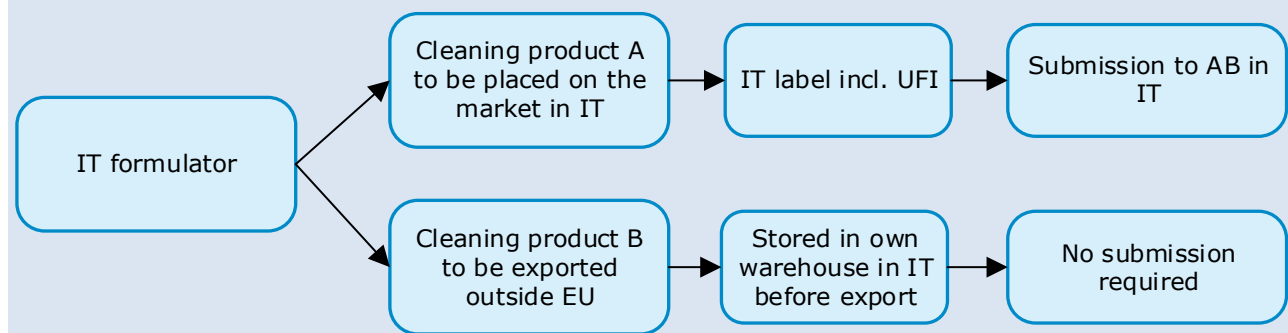 IT formulator
Cleaning product A
to be placed on the
market in IT
IT label incl. UFI
Submission to AB in
IT
Cleaning product B
to be exported
outside EU
Stored in own
warehouse in IT
before export
No submission
required